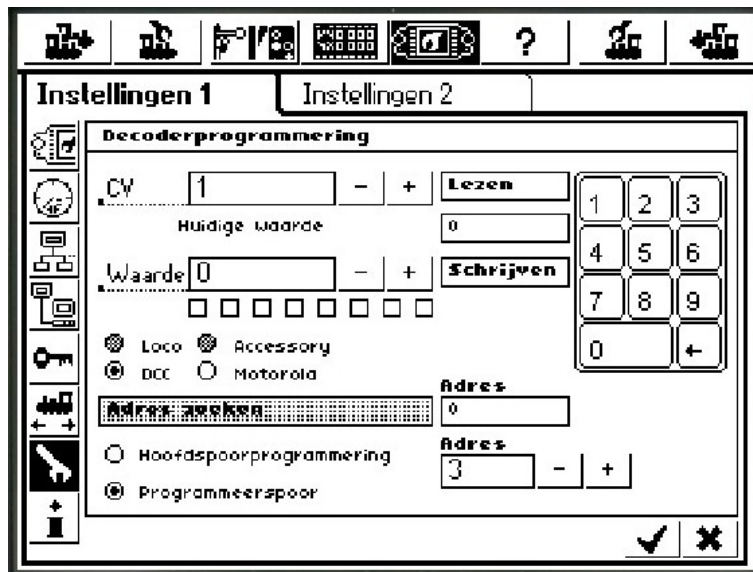 ?
Instellingen 1 Instellingen 2
Decoderprogrammering
CV 1 - + Lezen
Huidige waarde 0
Waarde 0 - + Schrijven
1 2 3
4 5 6
7 8 9
0 ←
Loco Accessory
DCC Motorola
Adres zoeken
Adres
0
Hoofdspoorprogrammering
Programmeerspoor
Adres
3 - +